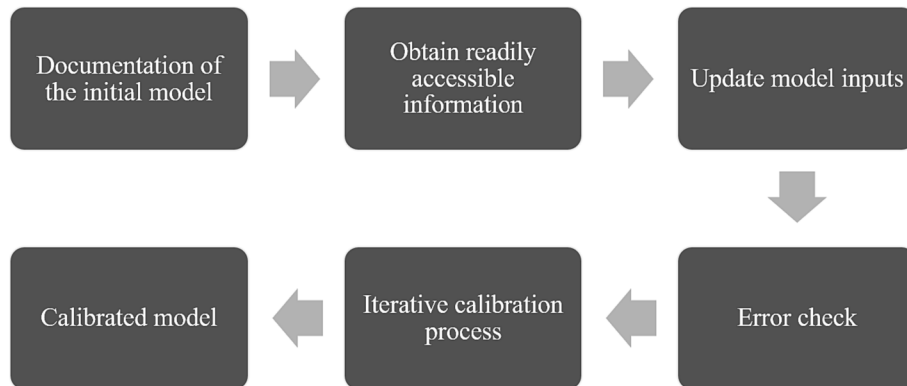 Documentation of
the initial model
Obtain readily
accessible
information
Update model inputs
Error check
Iterative calibration
process
Calibrated model